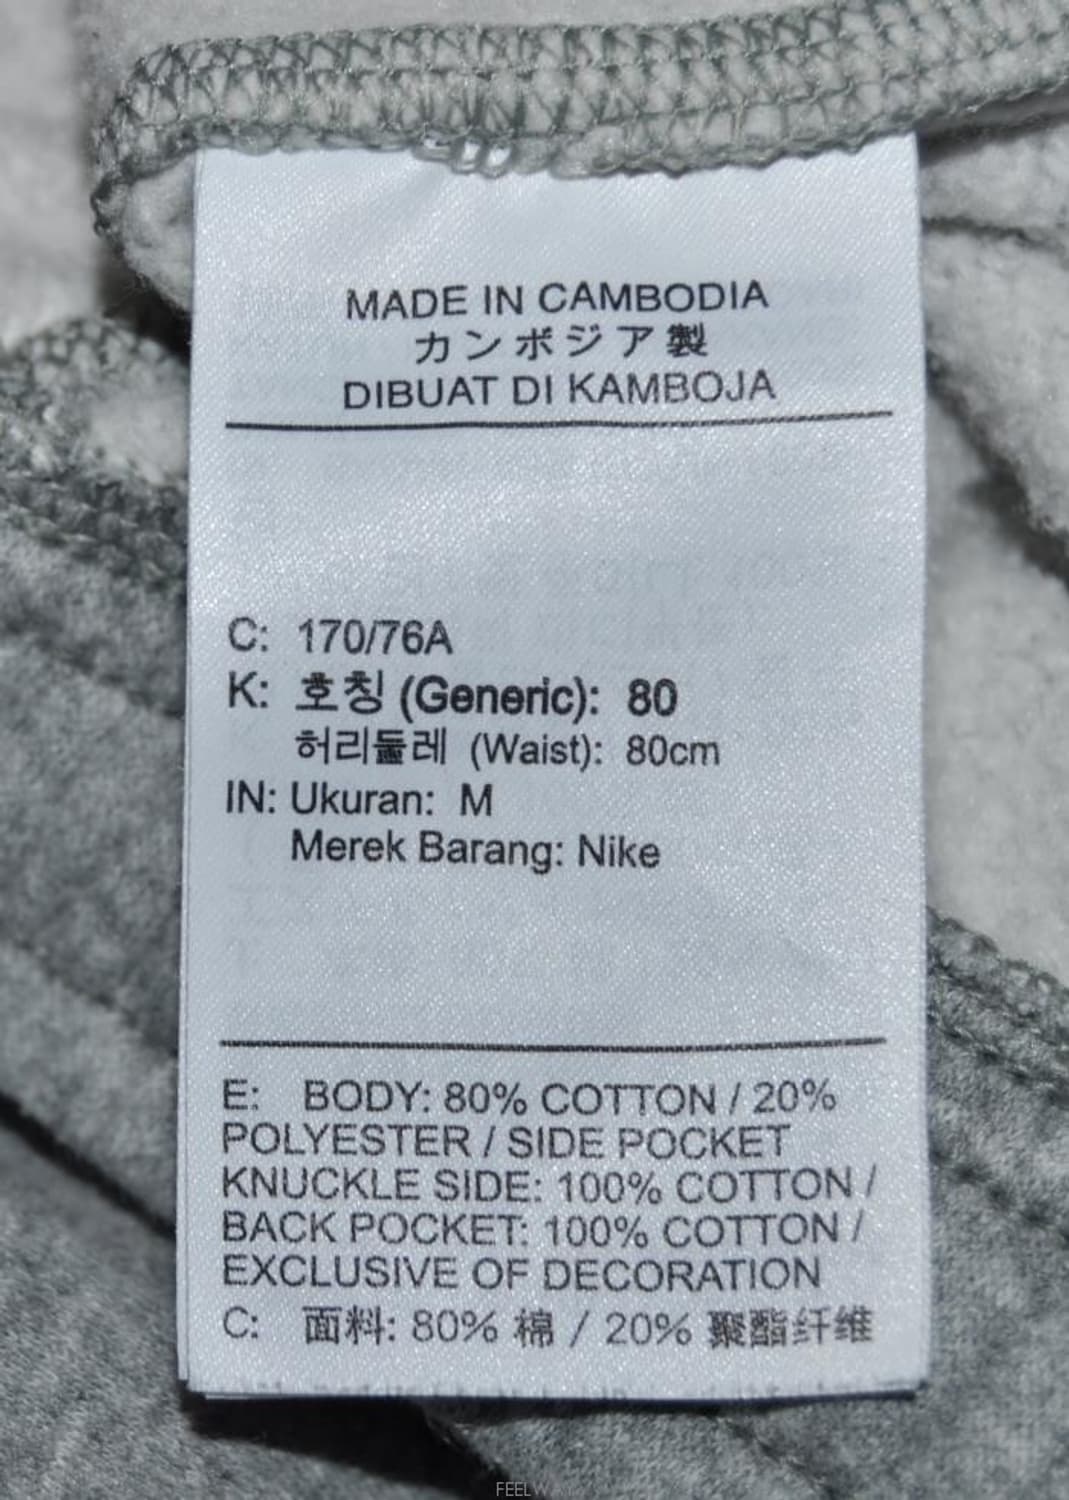 MADE IN CAMBODIA
カンボジア製
DIBUAT DI KAMBOJA
C: 170/76A
K: 호칭 (Generic): 80
허리둘레 (Waist): 80cm
IN: Ukuran: M
Merek Barang: Nike
E: BODY: 80% COTTON / 20%
POLYESTER / SIDE POCKET
KNUCKLE SIDE: 100% COTTON /
BACK POCKET: 100% COTTON /
EXCLUSIVE OF DECORATION
C: 面料: 80% 棉 / 20% 聚酯纤维